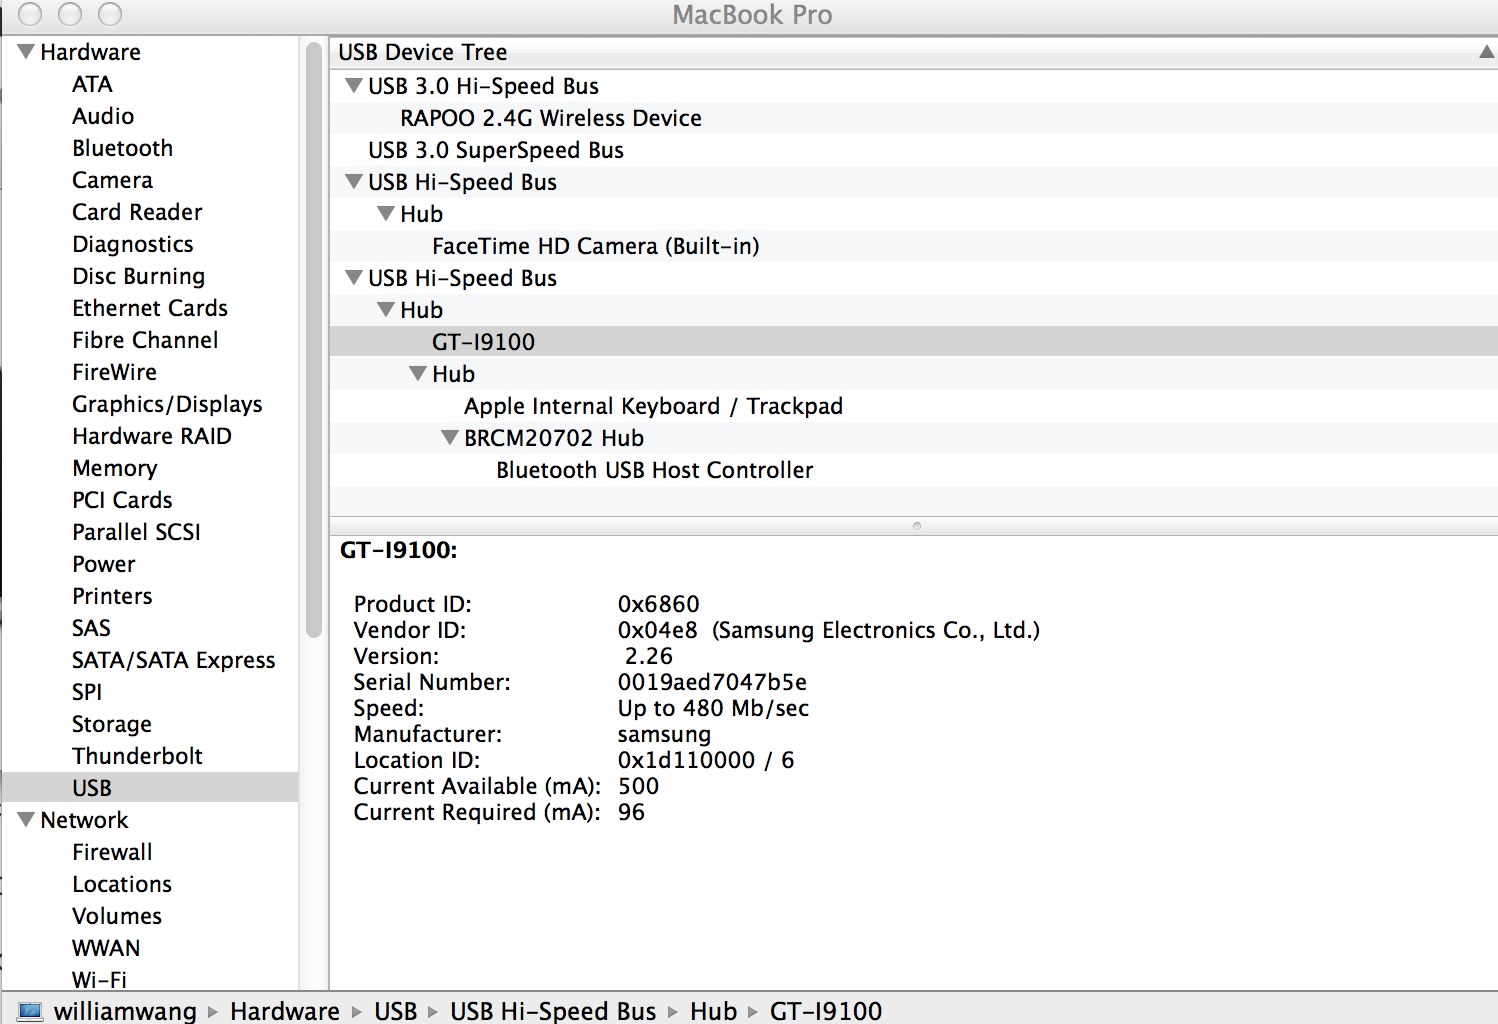 MacBook Pro
Hardware
ATA
Audio
Bluetooth
Camera
Card Reader
Diagnostics
Disc Burning
Ethernet Cards
Fibre Channel
FireWire
Graphics/Displays
Hardware RAID
Memory
PCI Cards
Parallel SCSI
Power
Printers
SAS
SATA/SATA Express
SPI
Storage
Thunderbolt
USB
Network
Firewall
Locations
Volumes
WWAN
Wi-Fi
USB Device Tree
USB 3.0 Hi-Speed Bus
RAPOO 2.4G Wireless Device
USB 3.0 SuperSpeed Bus
USB Hi-Speed Bus
Hub
FaceTime HD Camera (Built-in)
USB Hi-Speed Bus
Hub
GT-I9100
Hub
Apple Internal Keyboard / Trackpad
BRCM20702 Hub
Bluetooth USB Host Controller
GT-I9100:
Product ID: 0x6860
Vendor ID: 0x04e8 (Samsung Electronics Co., Ltd.)
Version: 2.26
Serial Number: 0019aed7047b5e
Speed: Up to 480 Mb/sec
Manufacturer: samsung
Location ID: 0x1d110000 / 6
Current Available (mA): 500
Current Required (mA): 96
williamwang ▸ Hardware ▸ USB ▸ USB Hi-Speed Bus ▸ Hub ▸ GT-I9100